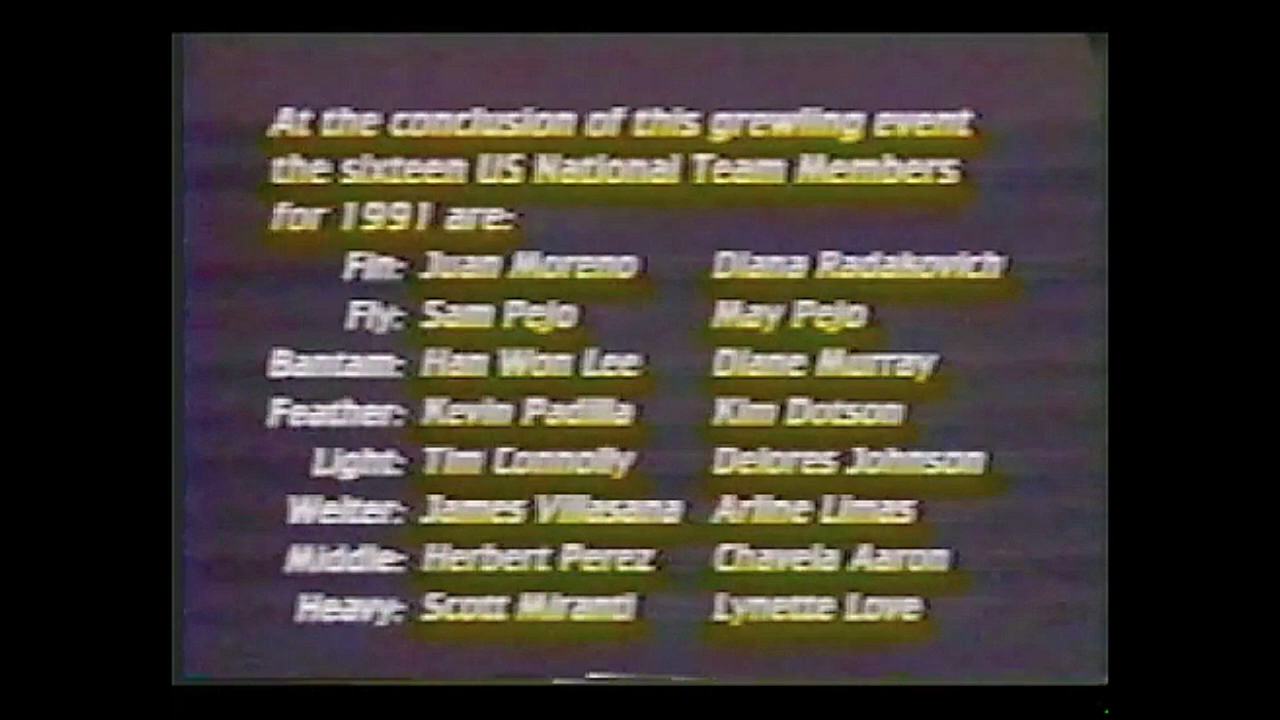 At the conclusion of this grewling event
the sixteen US National Team Members
for 1991 are:
Fin: Juan Moreno Diana Radakovich
Fly: Sam Pejo May Pejo
Bantam: Han Won Lee Diane Murray
Feather: Kevin Padilla Kim Dotson
Light: Tim Connolly Delores Johnson
Welter: James Villasana Arline Limas
Middle: Herbert Perez Chavela Aaron
Heavy: Scott Miranti Lynette Love